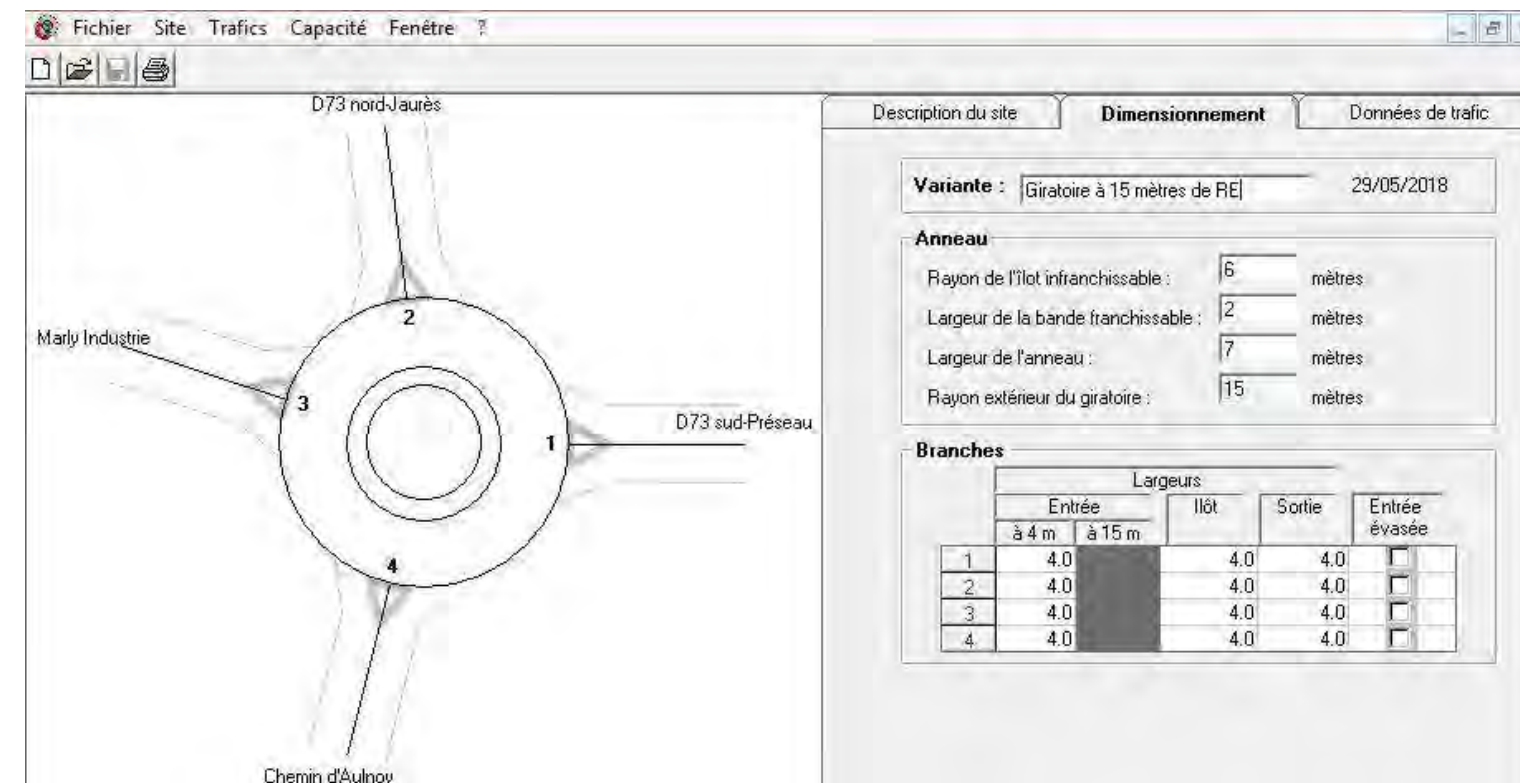 Fichier Site Trafics Capacité Fenêtre ?
D73 nord-Jaurès
Marly Industrie
D73 sud-Préseau
Chemin d'Aulnoy
2
3
1
4
Description du site Dimensionnement Données de trafic
Variante : Giratoire à 15 mètres de RE 29/05/2018
Anneau
Rayon de l'îlot infranchissable : 6 mètres
Largeur de la bande franchissable : 2 mètres
Largeur de l'anneau : 7 mètres
Rayon extérieur du giratoire : 15 mètres
Branches
Largeurs
Entrée Ilôt Sortie Entrée évasée
à 4 m à 15 m
1 4.0 4.0 4.0
2 4.0 4.0 4.0
3 4.0 4.0 4.0
4 4.0 4.0 4.0